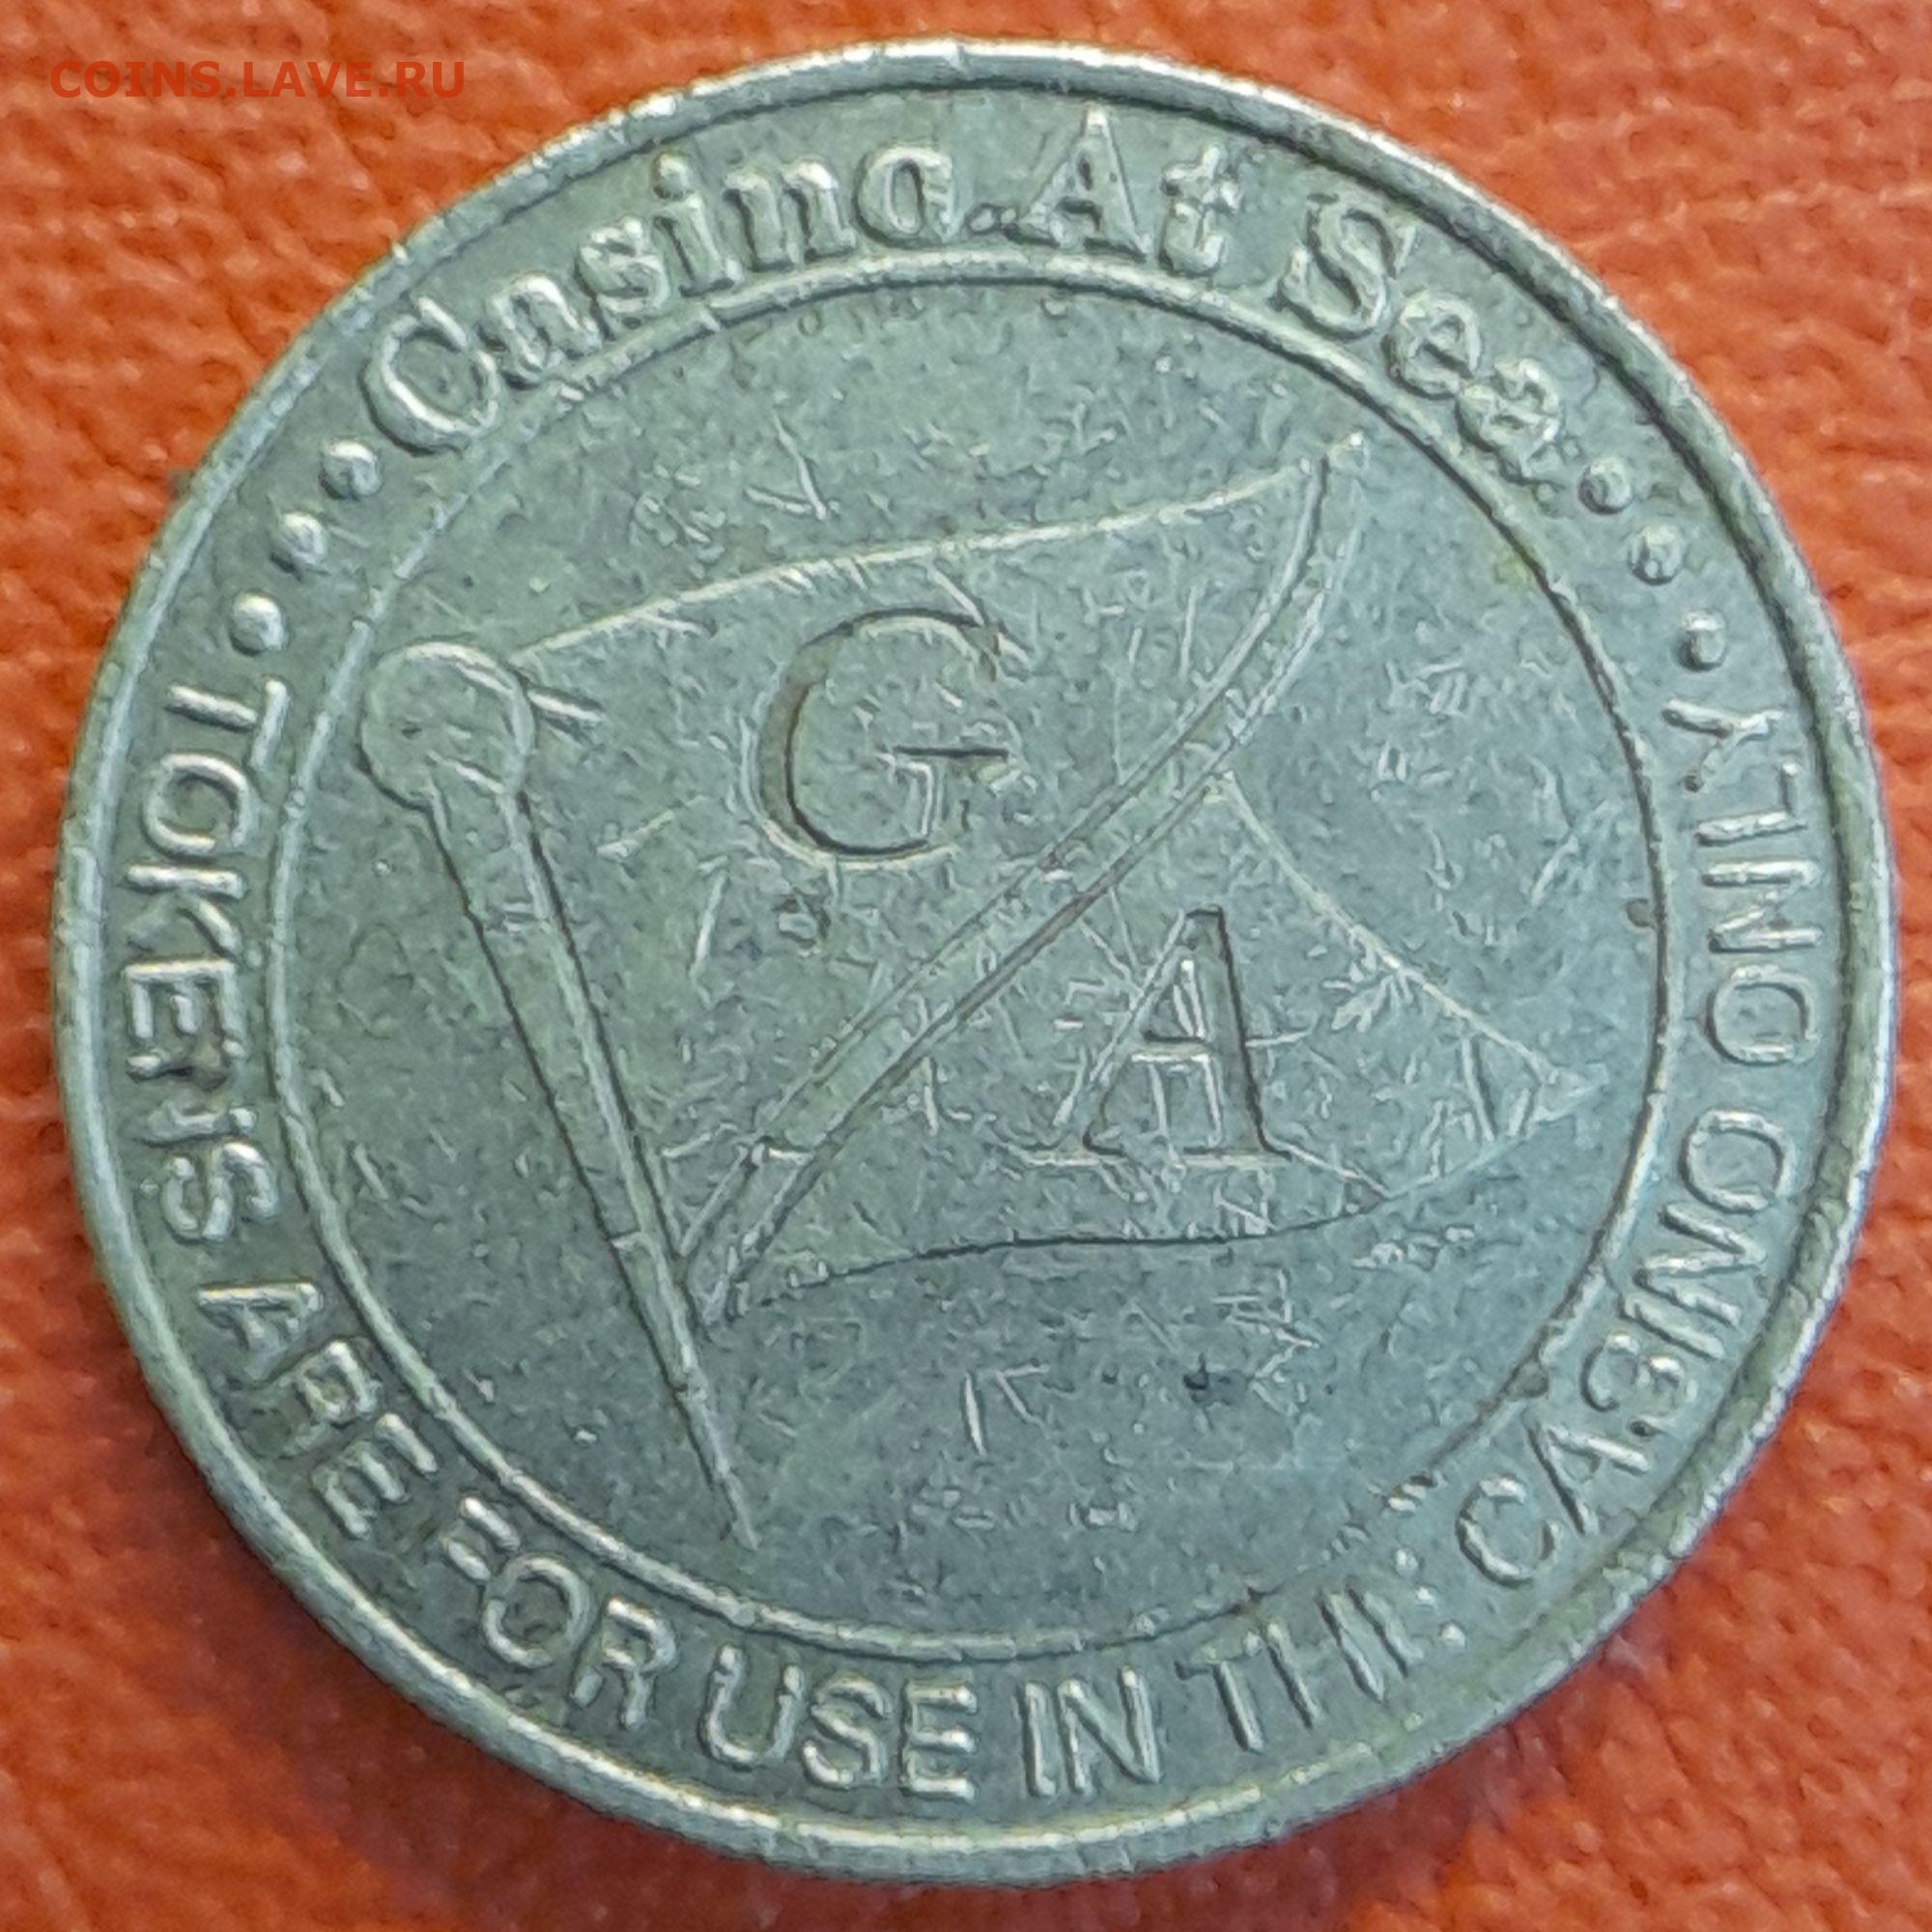 COINS.LAVE.RU
Casino At Sea
G
A
TOKENS ARE FOR USE IN THE CASINO ONLY